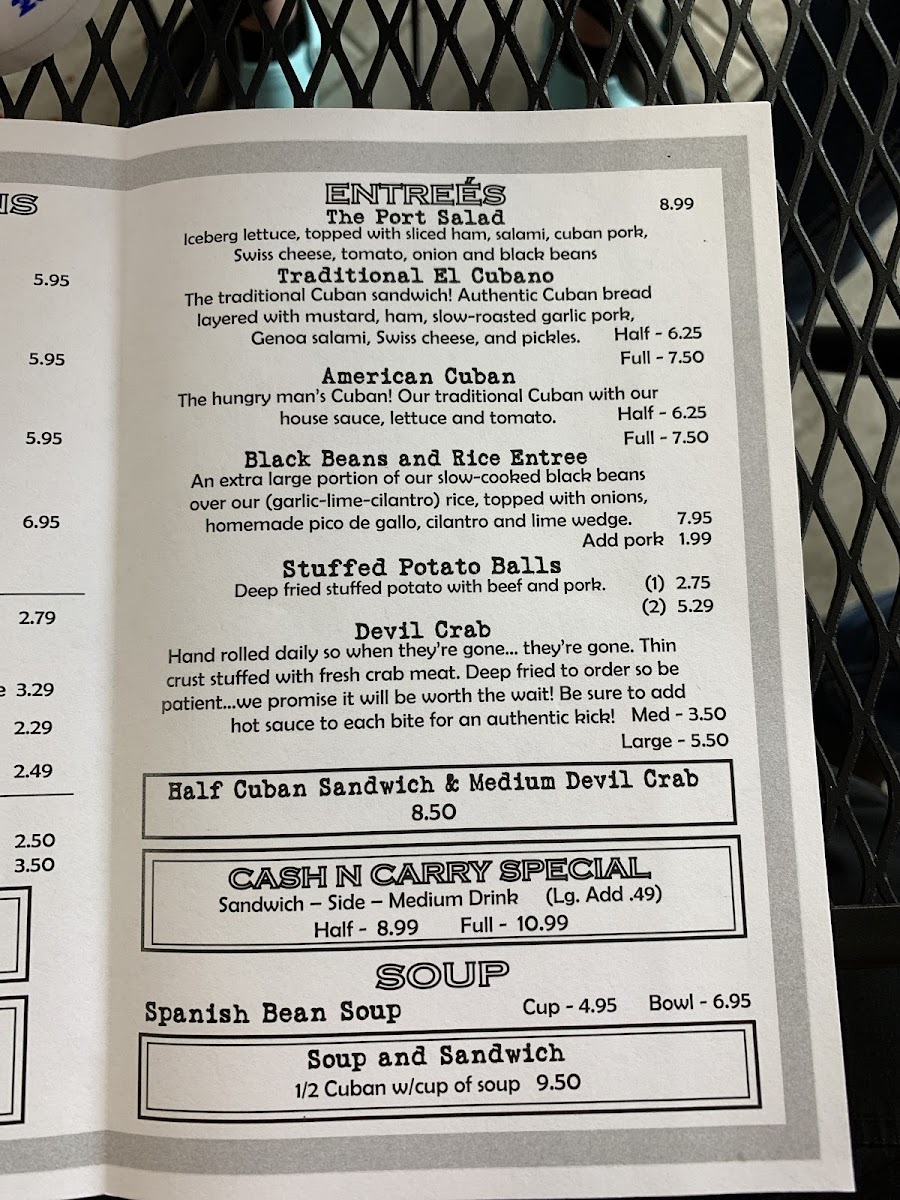 NS
5.95
5.95
5.95
6.95
2.79
e 3.29
2.29
2.49
2.50
3.50
ENTREÉS
The Port Salad 8.99
Iceberg lettuce, topped with sliced ham, salami, cuban pork,
Swiss cheese, tomato, onion and black beans
Traditional El Cubano
The traditional Cuban sandwich! Authentic Cuban bread
layered with mustard, ham, slow-roasted garlic pork,
Genoa salami, Swiss cheese, and pickles. Half - 6.25
Full - 7.50
American Cuban
The hungry man's Cuban! Our traditional Cuban with our
house sauce, lettuce and tomato. Half - 6.25
Full - 7.50
Black Beans and Rice Entree
An extra large portion of our slow-cooked black beans
over our (garlic-lime-cilantro) rice, topped with onions,
homemade pico de gallo, cilantro and lime wedge. 7.95
Add pork 1.99
Stuffed Potato Balls
Deep fried stuffed potato with beef and pork. (1) 2.75
(2) 5.29
Devil Crab
Hand rolled daily so when they're gone... they're gone. Thin
crust stuffed with fresh crab meat. Deep fried to order so be
patient...we promise it will be worth the wait! Be sure to add
hot sauce to each bite for an authentic kick! Med - 3.50
Large - 5.50
Half Cuban Sandwich & Medium Devil Crab
8.50
CASH N CARRY SPECIAL
Sandwich – Side – Medium Drink (Lg. Add .49)
Half - 8.99 Full - 10.99
SOUP
Spanish Bean Soup Cup - 4.95 Bowl - 6.95
Soup and Sandwich
1/2 Cuban w/cup of soup 9.50